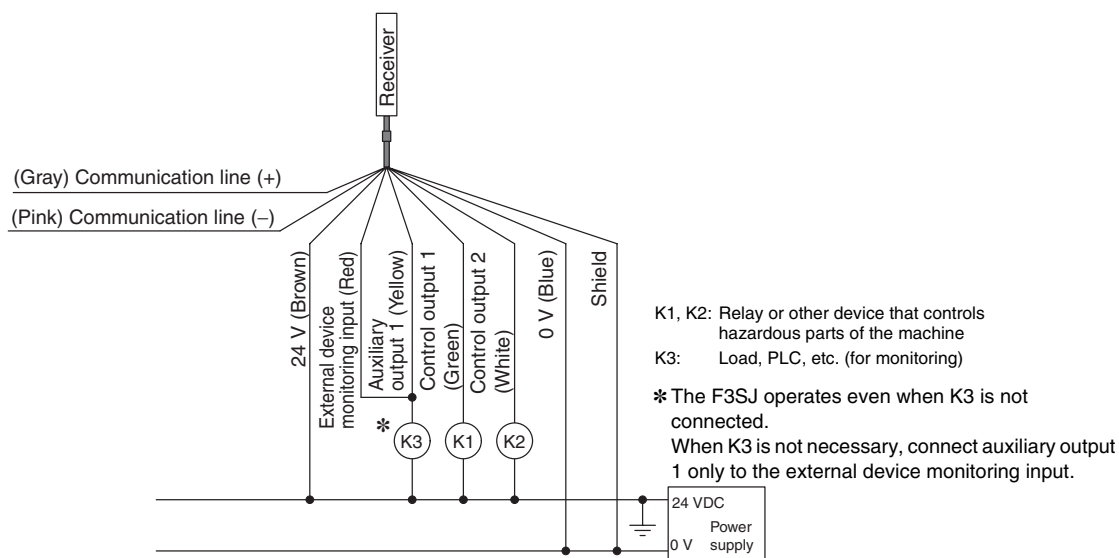 Receiver
(Gray) Communication line (+)
(Pink) Communication line (−)
24 V (Brown)
External device
monitoring input (Red)
Auxiliary
output 1 (Yellow)
Control output 1
(Green)
Control output 2
(White)
0 V (Blue)
Shield
K1, K2: Relay or other device that controls
hazardous parts of the machine
K3: Load, PLC, etc. (for monitoring)
✻ The F3SJ operates even when K3 is not
connected.
When K3 is not necessary, connect auxiliary output
1 only to the external device monitoring input.
✻
K3
K1
K2
24 VDC
Power
supply
0 V